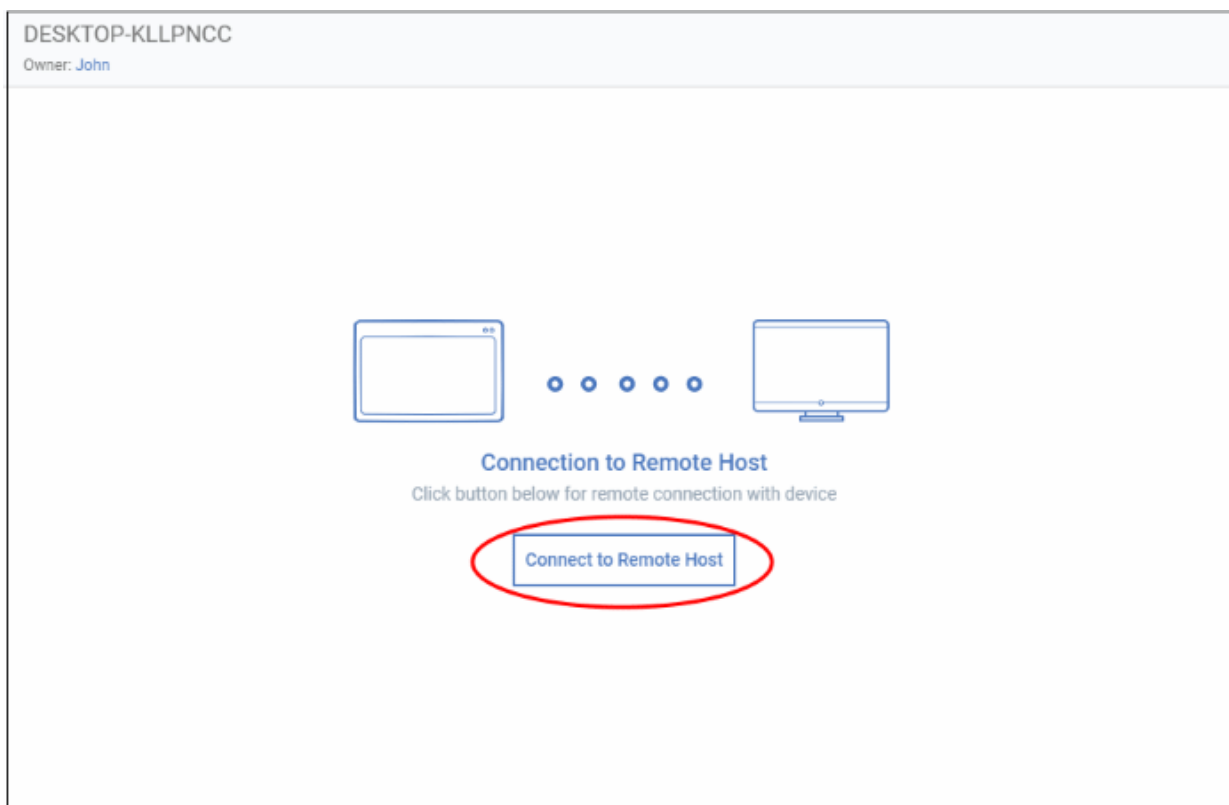 DESKTOP-KLLPNCC
Owner: John
Connection to Remote Host
Click button below for remote connection with device
Connect to Remote Host